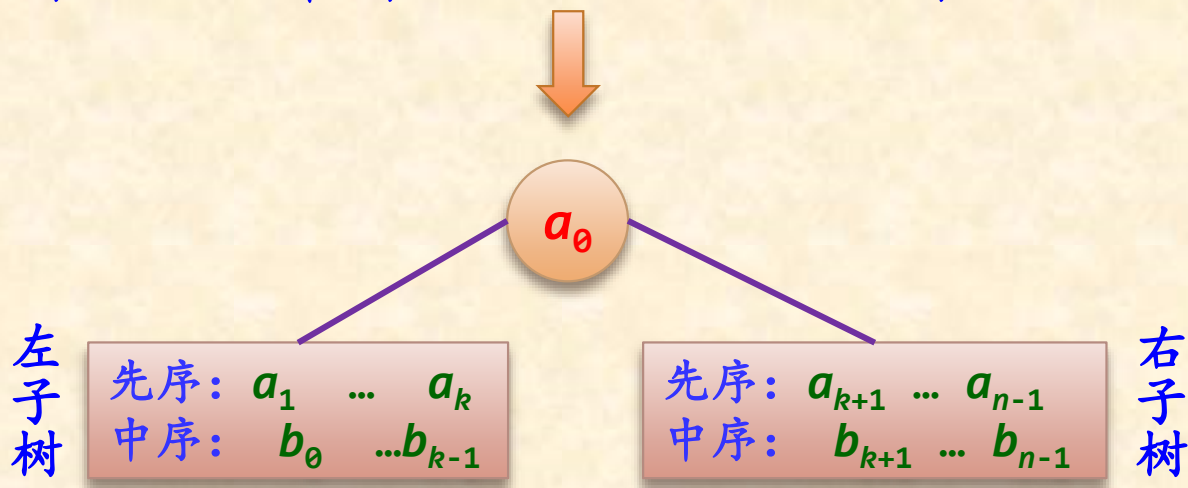 a0
左子树
先序: a1 … ak
中序: b0 …bk-1
先序: ak+1 … an-1
中序: bk+1 … bn-1
右子树